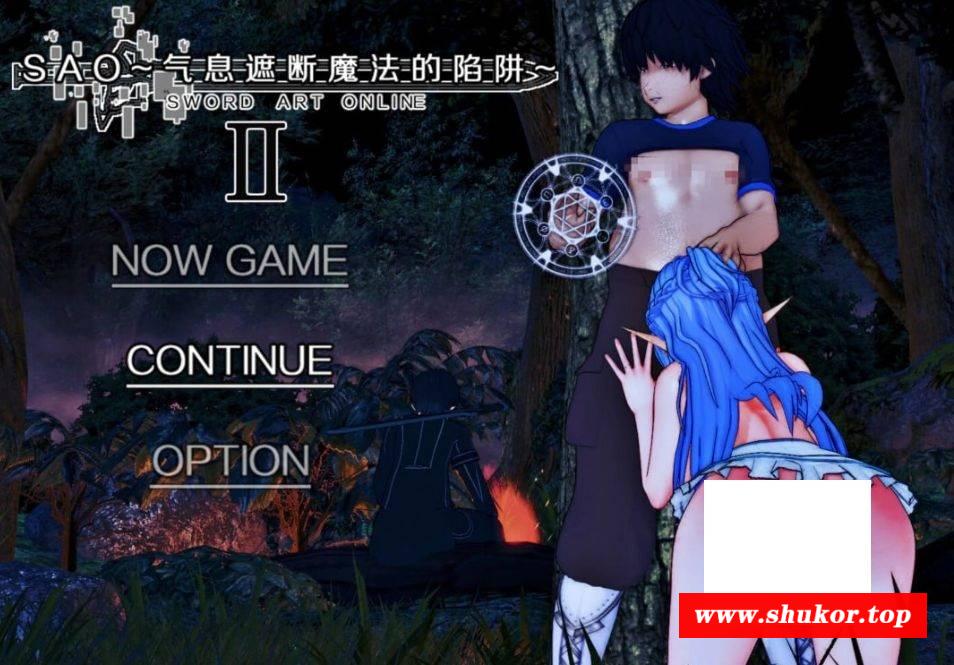 SAO~气息遮断魔法的陷阱~
SWORD ART ONLINE
II
NOW GAME
CONTINUE
OPTION
www.shukor.top